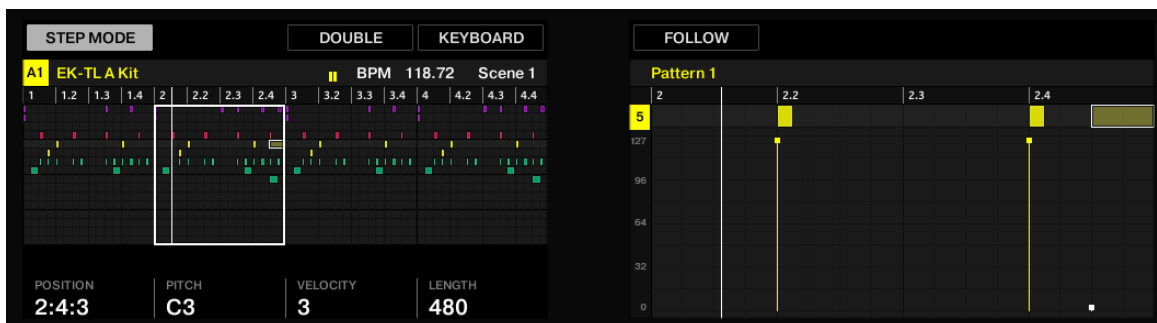 STEP MODE DOUBLE KEYBOARD FOLLOW
A1 EK-TL A Kit BPM 118.72 Scene 1 Pattern 1
1 1.2 1.3 1.4 2 2.2 2.3 2.4 3 3.2 3.3 3.4 4 4.2 4.3 4.4 2 2.2 2.3 2.4
5
127
96
64
32
0
POSITION PITCH VELOCITY LENGTH
2:4:3 C3 3 480